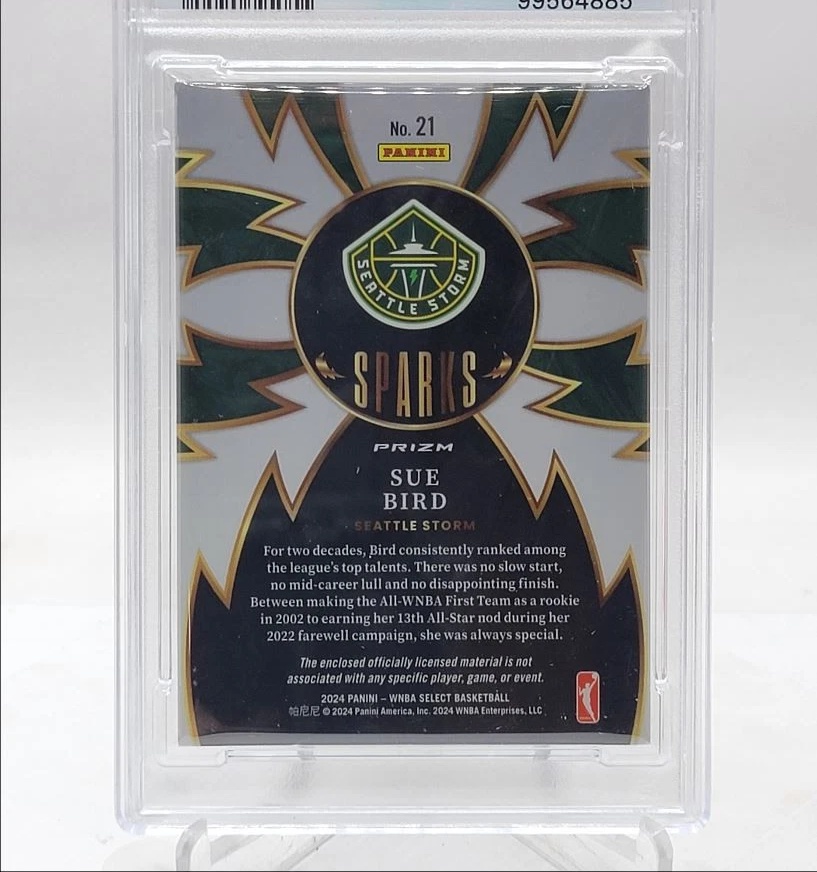 99564885
No. 21
PANINI
SEATTLE STORM
SPARKS
PRIZM
SUE
BIRD
SEATTLE STORM
For two decades, Bird consistently ranked among
the league's top talents. There was no slow start,
no mid-career lull and no disappointing finish.
Between making the All-WNBA First Team as a rookie
in 2002 to earning her 13th All-Star nod during her
2022 farewell campaign, she was always special.
The enclosed officially licensed material is not
associated with any specific player, game, or event.
2024 PANINI – WNBA SELECT BASKETBALL
帕尼尼 © 2024 Panini America, Inc. 2024 WNBA Enterprises, LLC